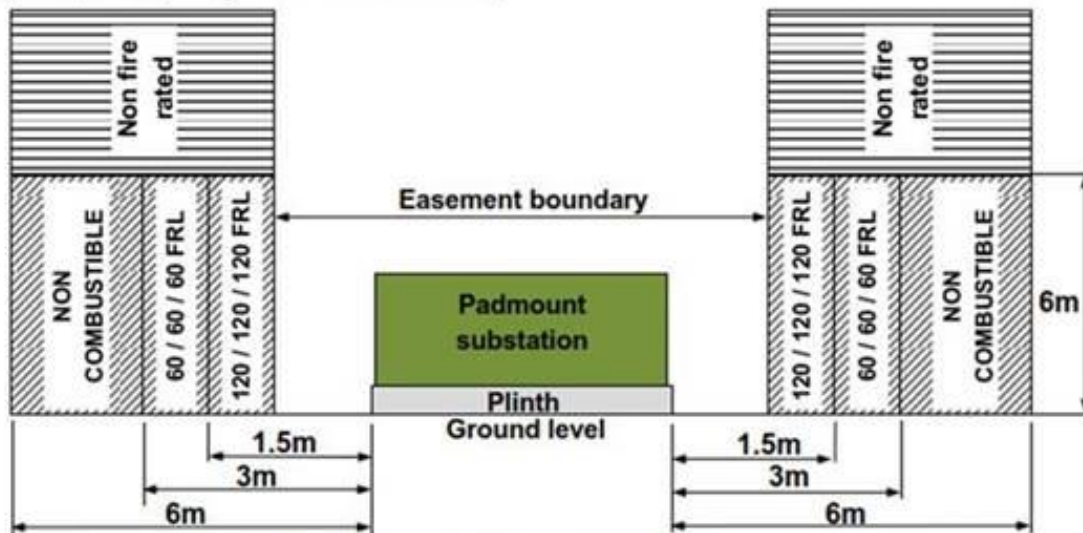 Non fire
rated
Non fire
rated
Easement boundary
NON
COMBUSTIBLE
60 / 60 / 60 FRL
120 / 120 / 120 FRL
Padmount
substation
120 / 120 / 120 FRL
60 / 60 / 60 FRL
NON
COMBUSTIBLE
6m
Plinth
Ground level
1.5m
1.5m
3m
3m
6m
6m